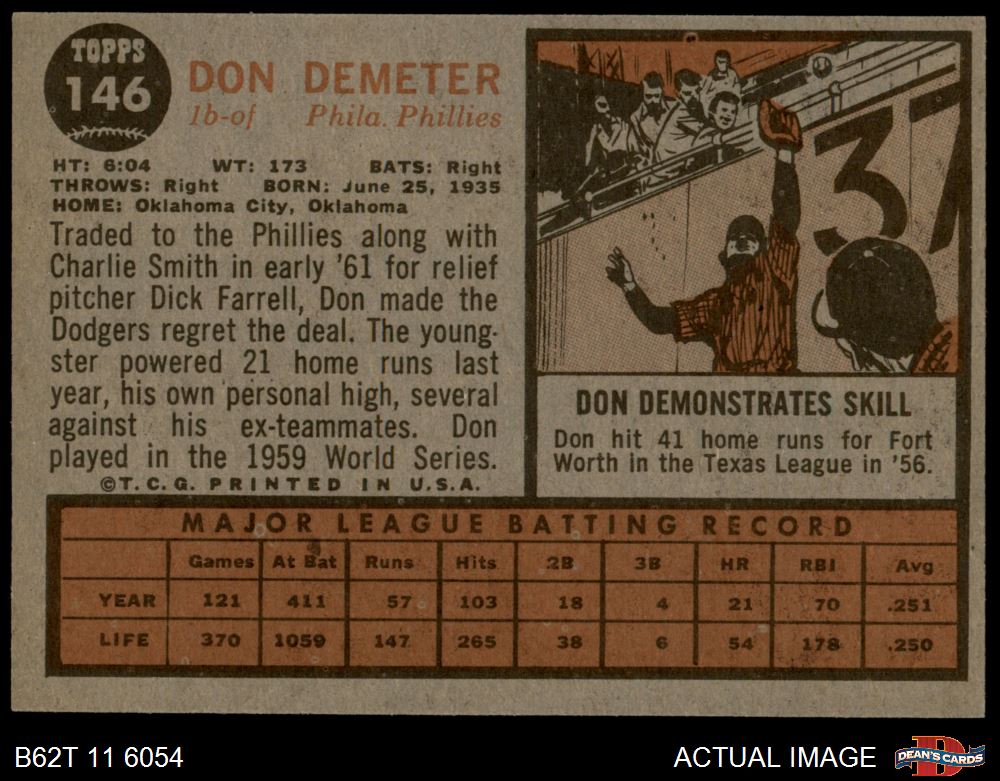 TOPPS
146
DON DEMETER
1b-of Phila. Phillies
HT: 6:04 WT: 173 BATS: Right
THROWS: Right BORN: June 25, 1935
HOME: Oklahoma City, Oklahoma
Traded to the Phillies along with
Charlie Smith in early '61 for relief
pitcher Dick Farrell, Don made the
Dodgers regret the deal. The young-
ster powered 21 home runs last
year, his own personal high, several
against his ex-teammates. Don
played in the 1959 World Series.
©T.C.G. PRINTED IN U.S.A.
37
DON DEMONSTRATES SKILL
Don hit 41 home runs for Fort
Worth in the Texas League in '56.
MAJOR LEAGUE BATTING RECORD
Games At Bat Runs Hits 2B 3B HR RBI Avg
YEAR 121 411 57 103 18 4 21 70 .251
LIFE 370 1059 147 265 38 6 54 178 .250
B62T 11 6054
ACTUAL IMAGE
D
DEAN'S CARDS